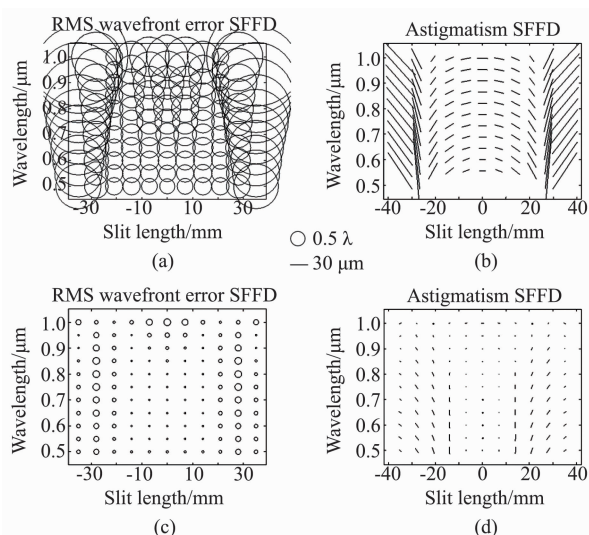 RMS wavefront error SFFD
Wavelength/μm
1.0
0.9
0.8
0.7
0.6
0.5
-30 0 30
Slit length/mm
(a)
Astigmatism SFFD
Wavelength/μm
1.0
0.9
0.8
0.7
0.6
0.5
-40 -20 0 20 40
Slit length/mm
(b)
0.5 λ
30 μm
RMS wavefront error SFFD
Wavelength/μm
1.0
0.9
0.8
0.7
0.6
0.5
-30 0 30
Slit length/mm
(c)
Astigmatism SFFD
Wavelength/μm
1.0
0.9
0.8
0.7
0.6
0.5
-40 -20 0 20 40
Slit length/mm
(d)